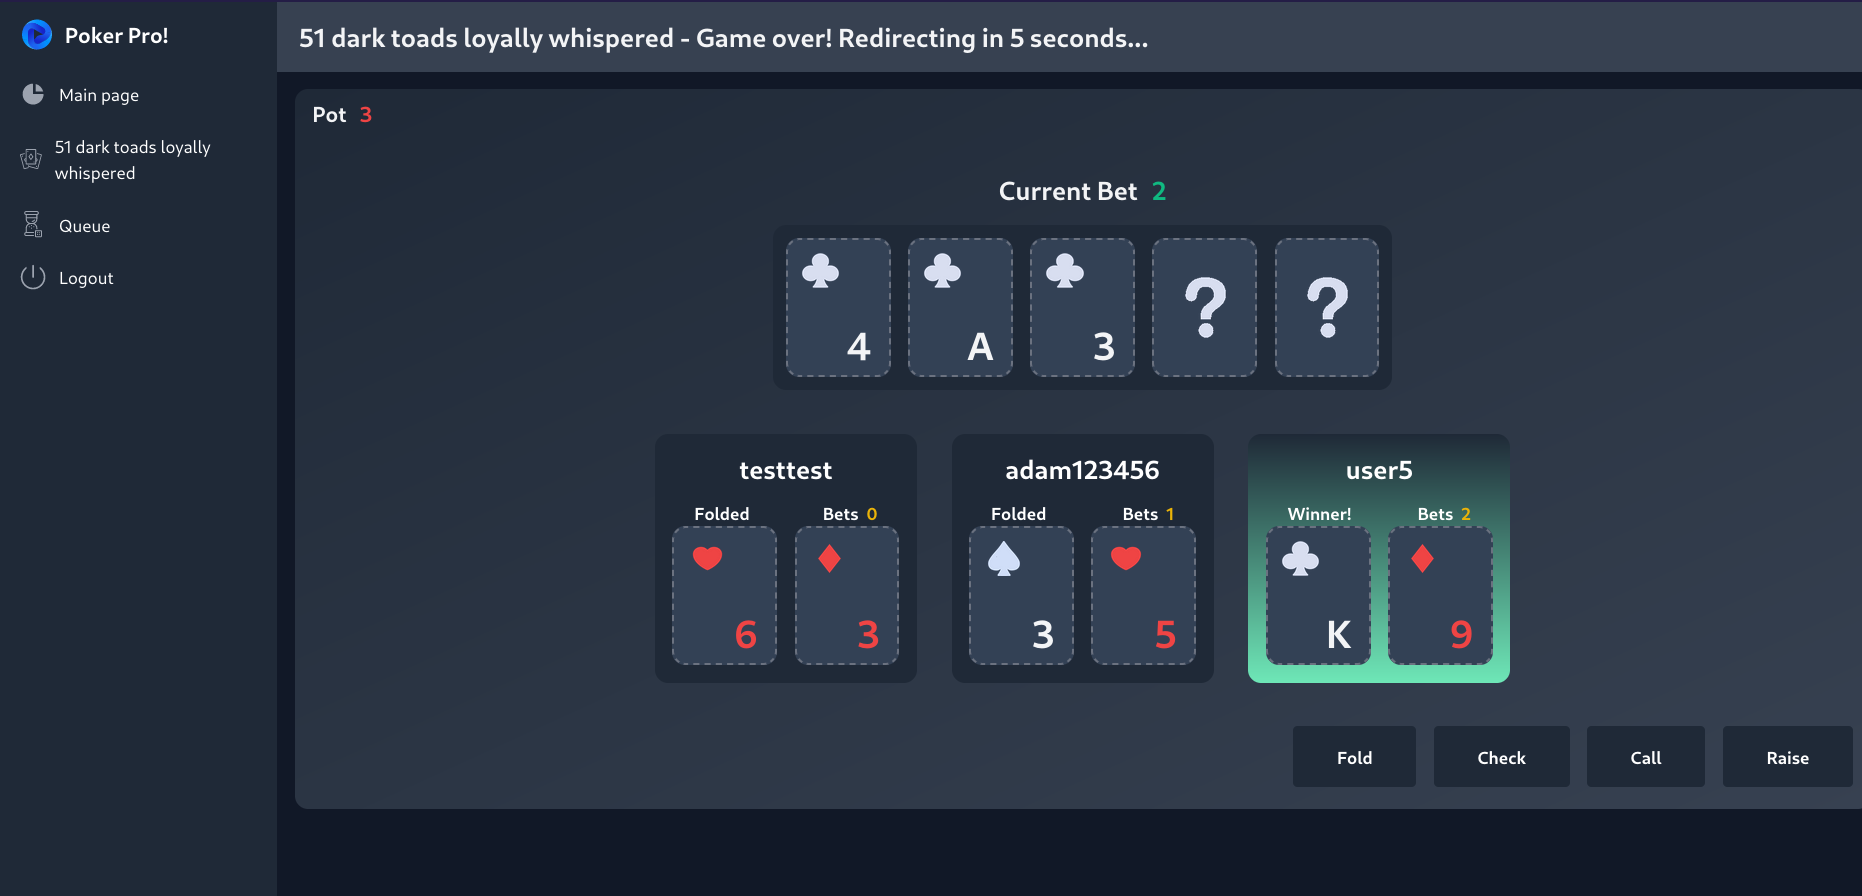 Poker Pro!
Main page
51 dark toads loyally
whispered
Queue
Logout
51 dark toads loyally whispered - Game over! Redirecting in 5 seconds...
Pot 3
Current Bet 2
4 A 3 ? ?
testtest
Folded Bets 0
6 3
adam123456
Folded Bets 1
3 5
user5
Winner! Bets 2
K 9
Fold Check Call Raise